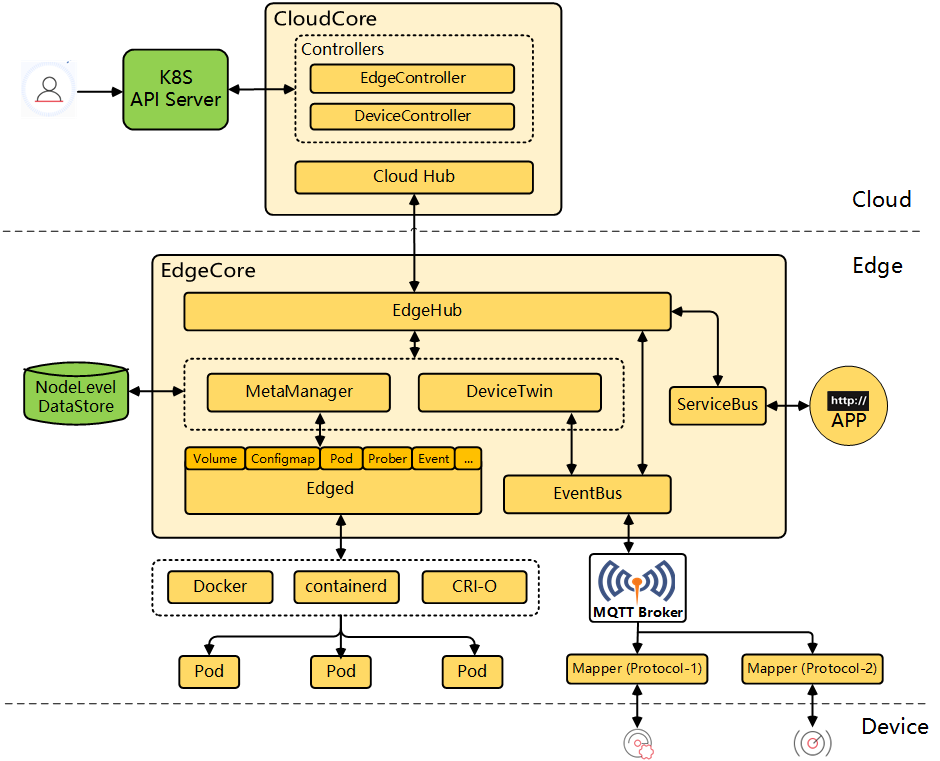 CloudCore
Controllers
EdgeController
DeviceController
K8S
API Server
Cloud Hub
Cloud
Edge
EdgeCore
EdgeHub
NodeLevel
DataStore
MetaManager
DeviceTwin
ServiceBus
http://
APP
Volume
Configmap
Pod
Prober
Event
...
Edged
EventBus
Docker
containerd
CRI-O
MQTT Broker
Pod
Pod
Pod
Mapper (Protocol-1)
Mapper (Protocol-2)
Device